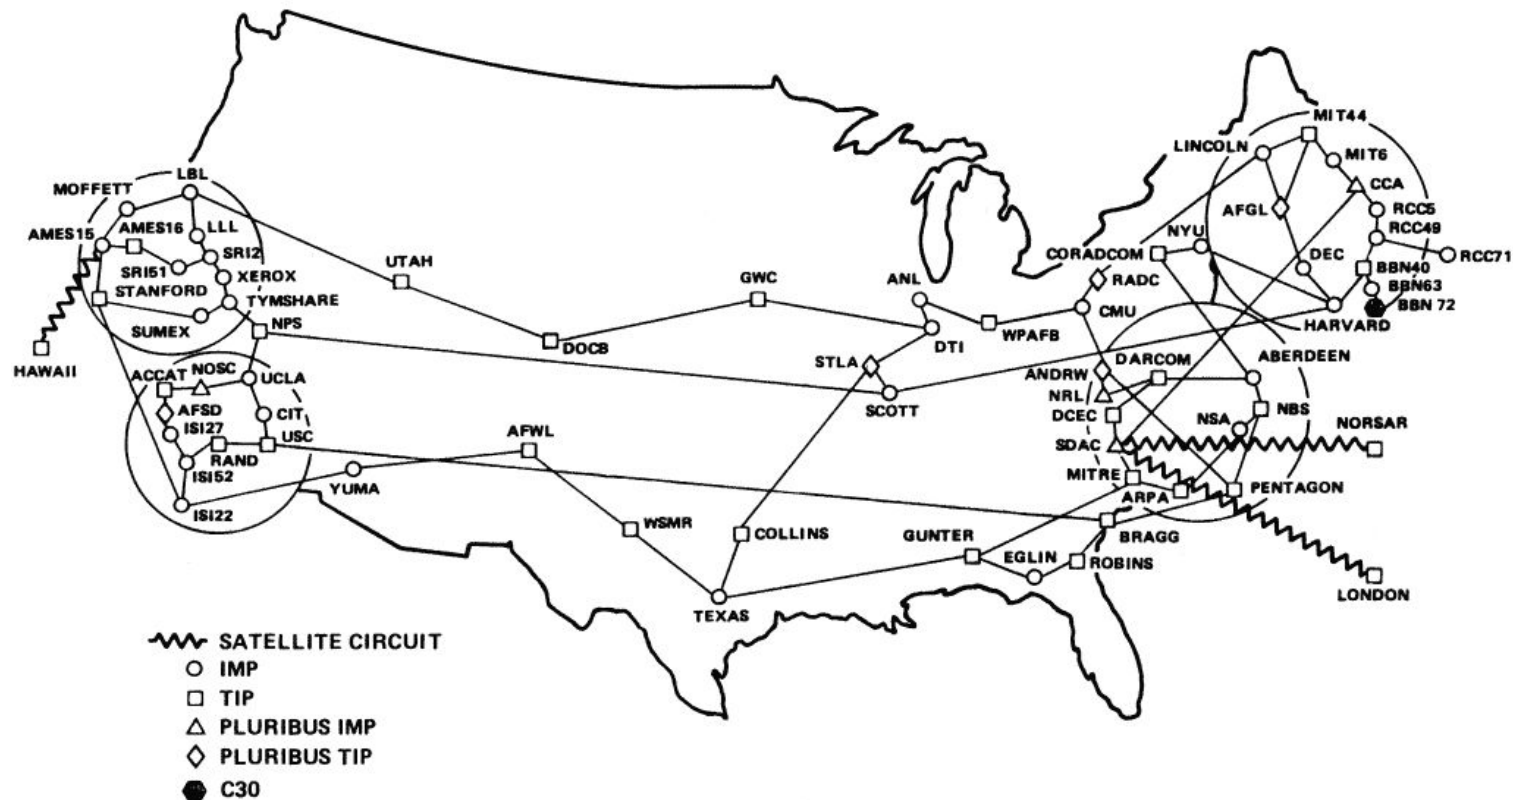 MIT44
LINCOLN
MIT6
CCA
LBL
MOFFETT
AFGL
RCC5
RCC49
AMES15
AMES16
LLL
NYU
SRI2
CORADCOM
DEC
RCC71
UTAH
SRI51
XEROX
RADC
BBN40
GWC
ANL
BBN63
STANFORD
TYMSHARE
CMU
BBN 72
SUMEX
NPS
WPAFB
HARVARD
HAWAII
DOCB
DTI
STLA
DARCOM
ABERDEEN
ACCAT
NOSC
UCLA
ANDRW
NRL
SCOTT
AFSD
CIT
DCEC
NBS
ISI27
NSA
NORSAR
AFWL
USC
SDAC
RAND
ISI52
MITRE
YUMA
ARPA
PENTAGON
ISI22
WSMR
COLLINS
GUNTER
BRAGG
EGLIN
ROBINS
LONDON
TEXAS
SATELLITE CIRCUIT
IMP
TIP
PLURIBUS IMP
PLURIBUS TIP
C30